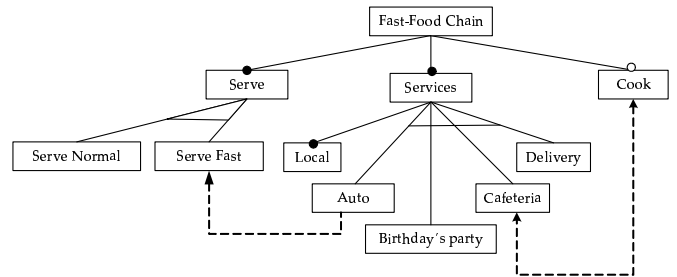 Fast-Food Chain
Serve
Services
Cook
Serve Normal
Serve Fast
Local
Delivery
Auto
Cafeteria
Birthday´s party